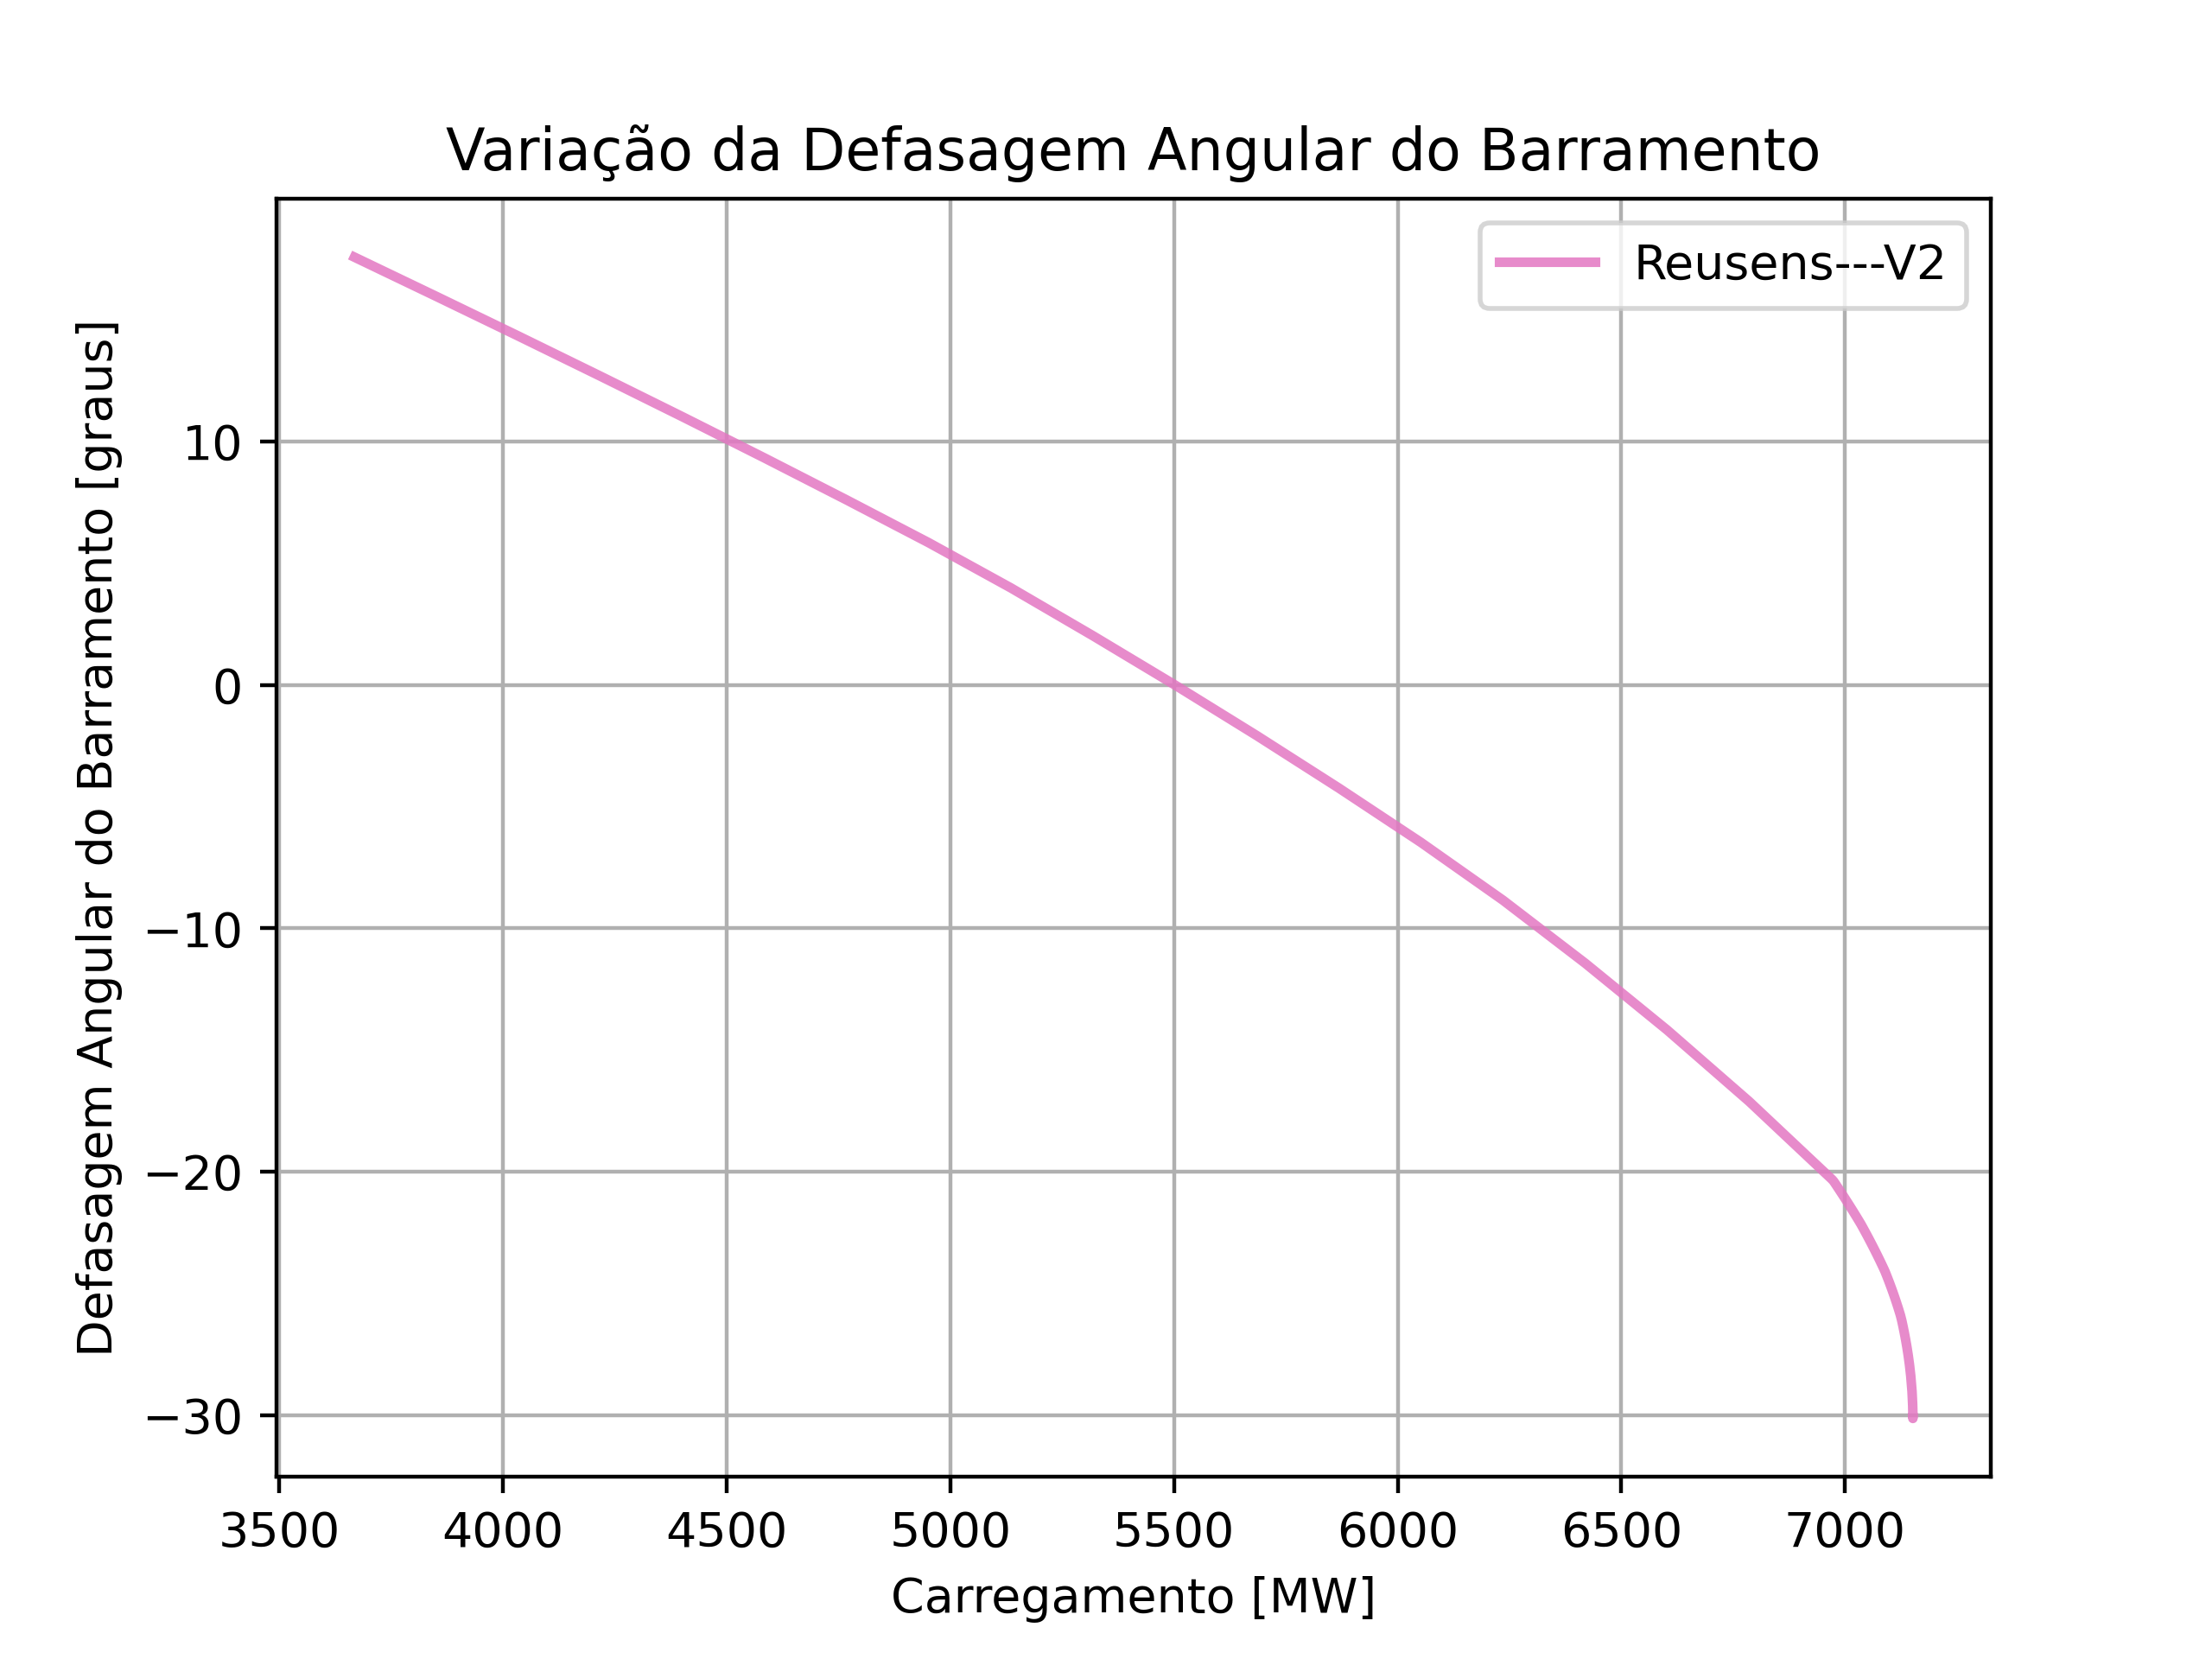 Variação da Defasagem Angular do Barramento
Reusens---V2
Defasagem Angular do Barramento [graus]
10
0
−10
−20
−30
3500 4000 4500 5000 5500 6000 6500 7000
Carregamento [MW]